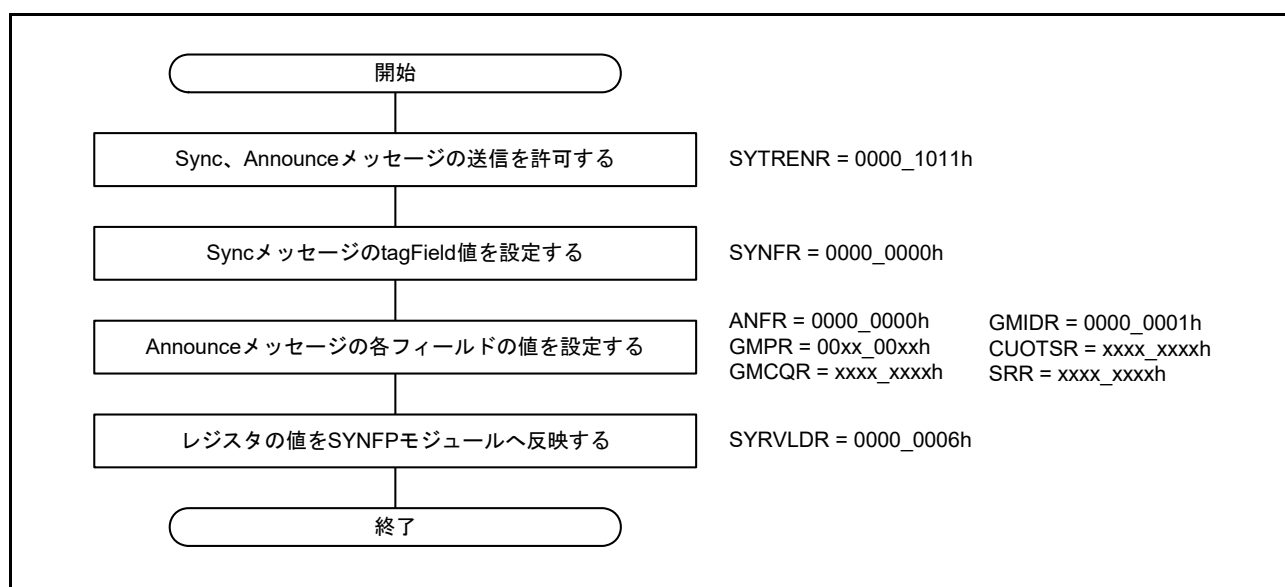 開始
Sync、Announceメッセージの送信を許可する
SYTRENR = 0000_1011h
SyncメッセージのtagField値を設定する
SYNFR = 0000_0000h
Announceメッセージの各フィールドの値を設定する
ANFR = 0000_0000h
GMPR = 00xx_00xxh
GMCQR = xxxx_xxxxh
GMIDR = 0000_0001h
CUOTSR = xxxx_xxxxh
SRR = xxxx_xxxxh
レジスタの値をSYNFPモジュールへ反映する
SYRVLDR = 0000_0006h
終了